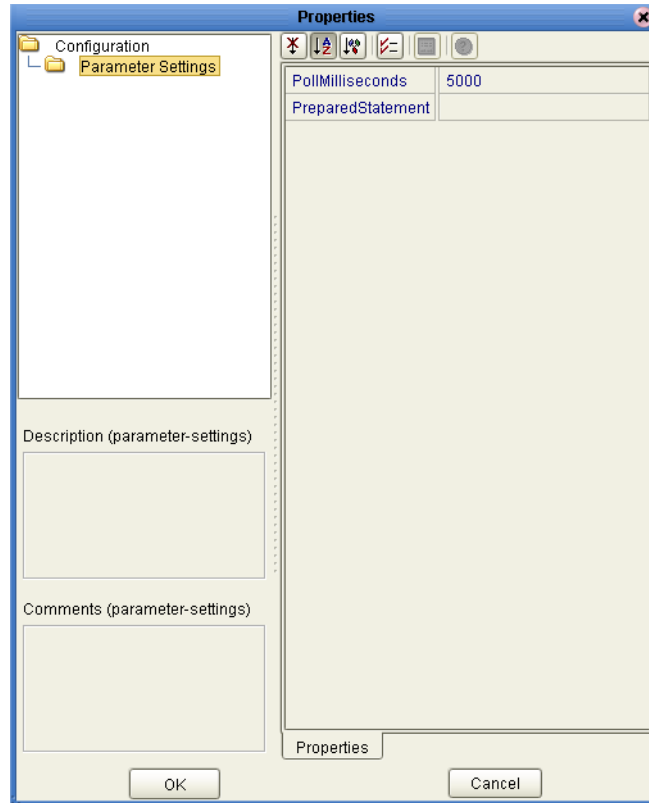 Properties
Configuration
Parameter Settings
PollMilliseconds 5000
PreparedStatement
Description (parameter-settings)
Comments (parameter-settings)
Properties
OK Cancel